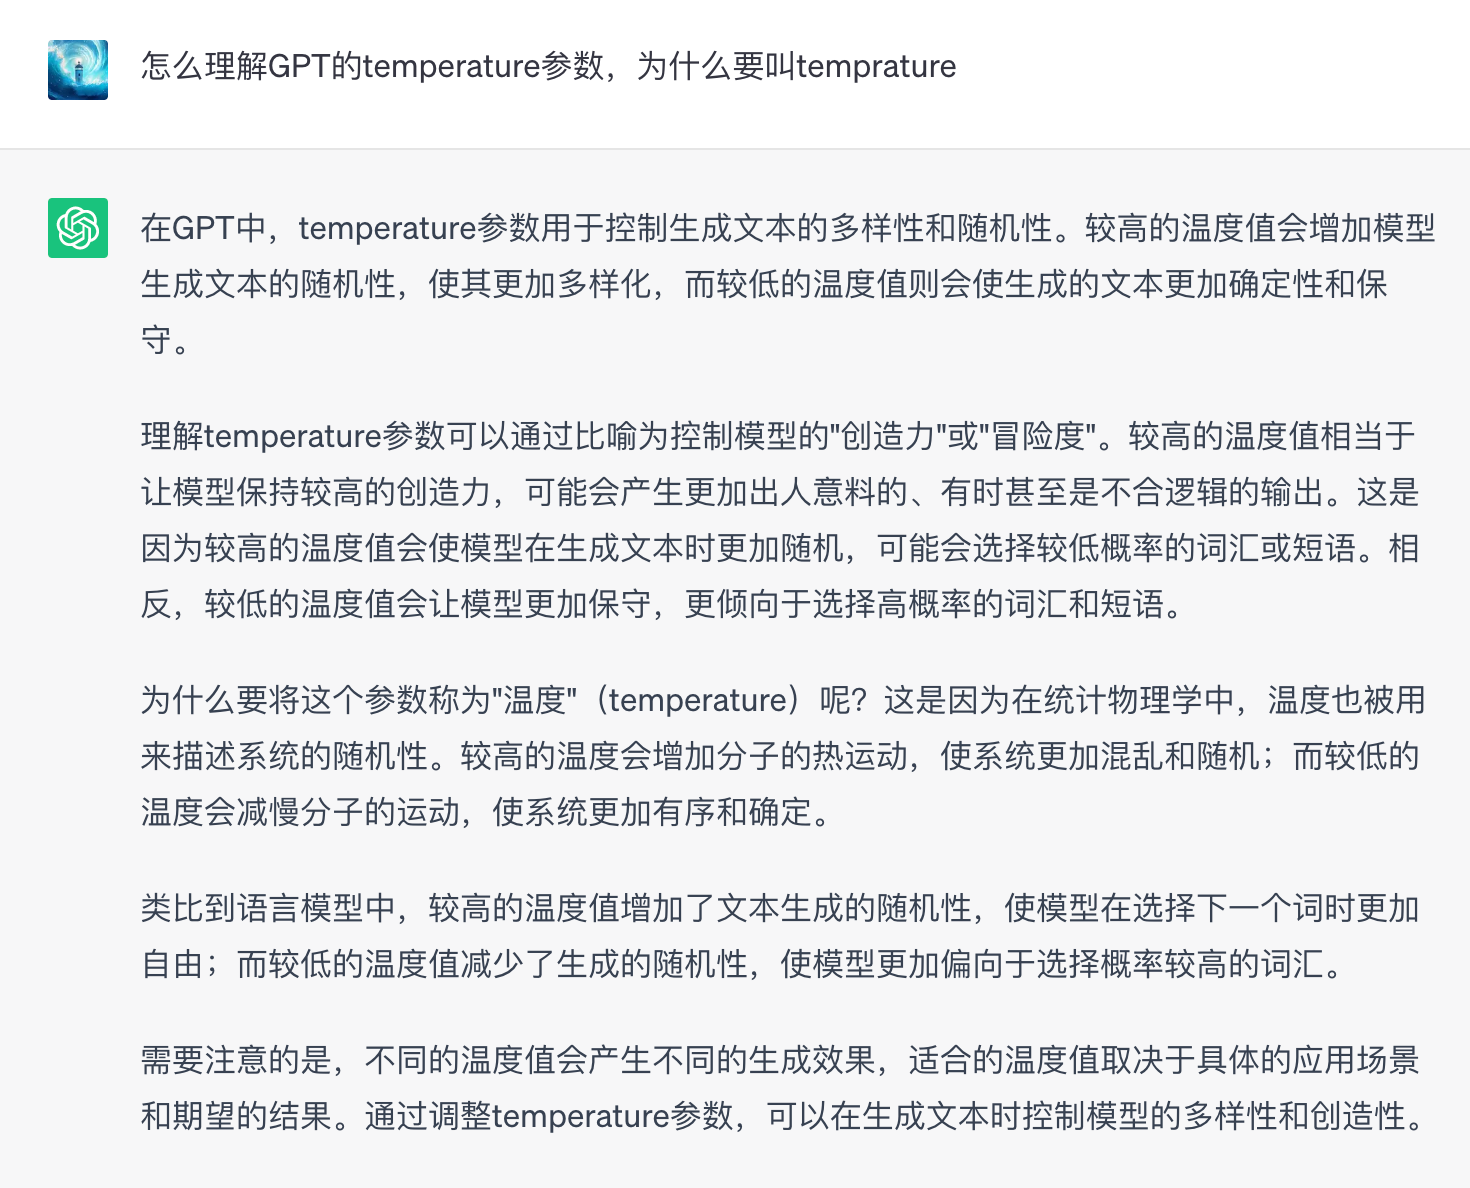 怎么理解GPT的temperature参数，为什么要叫temprature
在GPT中，temperature参数用于控制生成文本的多样性和随机性。较高的温度值会增加模型
生成文本的随机性，使其更加多样化，而较低的温度值则会使生成的文本更加确定性和保
守。
理解temperature参数可以通过比喻为控制模型的"创造力"或"冒险度"。较高的温度值相当于
让模型保持较高的创造力，可能会产生更加出人意料的、有时甚至是不合逻辑的输出。这是
因为较高的温度值会使模型在生成文本时更加随机，可能会选择较低概率的词汇或短语。相
反，较低的温度值会让模型更加保守，更倾向于选择高概率的词汇和短语。
为什么要将这个参数称为"温度"（temperature）呢？这是因为在统计物理学中，温度也被用
来描述系统的随机性。较高的温度会增加分子的热运动，使系统更加混乱和随机；而较低的
温度会减慢分子的运动，使系统更加有序和确定。
类比到语言模型中，较高的温度值增加了文本生成的随机性，使模型在选择下一个词时更加
自由；而较低的温度值减少了生成的随机性，使模型更加偏向于选择概率较高的词汇。
需要注意的是，不同的温度值会产生不同的生成效果，适合的温度值取决于具体的应用场景
和期望的结果。通过调整temperature参数，可以在生成文本时控制模型的多样性和创造性。